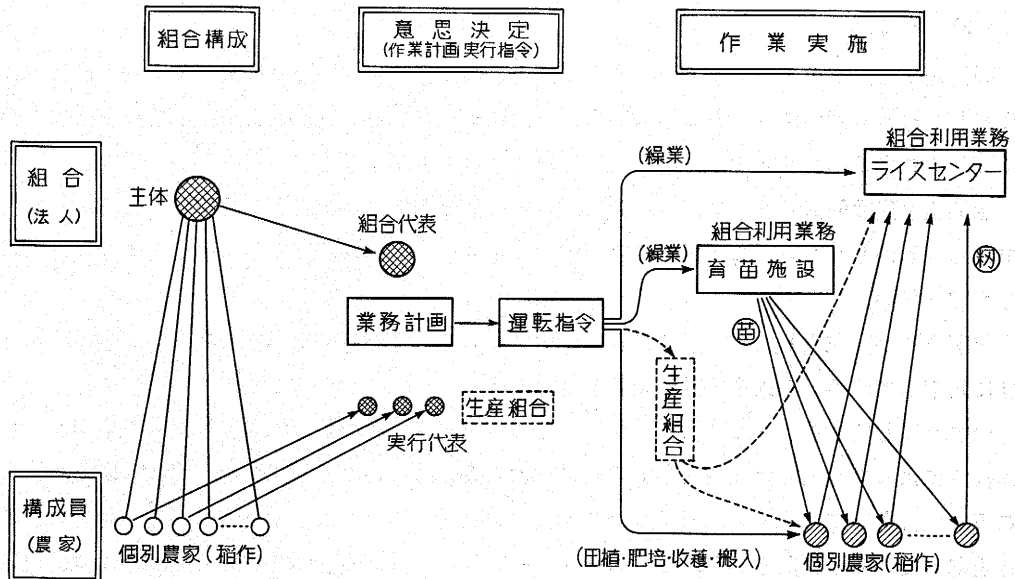 組合構成
意思決定
(作業計画実行指令)
作業実施
組合
(法人)
主体
組合代表
業務計画
運転指令
生産組合
実行代表
構成員
(農家)
個別農家(稲作)
(繰業)
組合利用業務
ライスセンター
(繰業)
組合利用業務
育苗施設
苗
籾
生産組合
(田植・肥培・収穫・搬入)
個別農家(稲作)